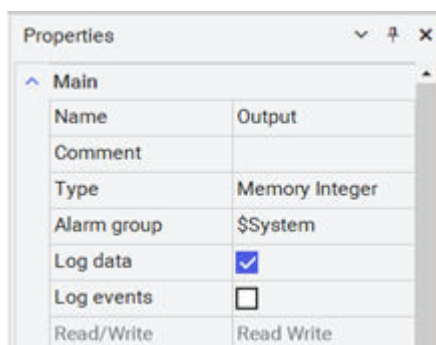 Properties
Main
Name Output
Comment
Type Memory Integer
Alarm group $System
Log data
Log events
Read/Write Read Write